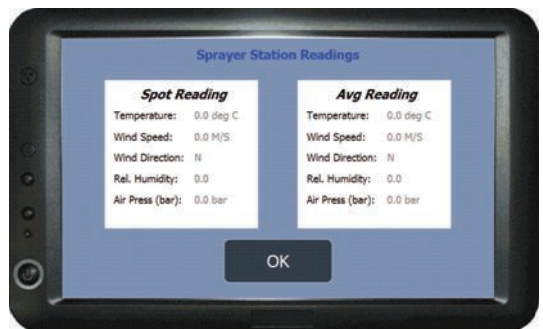 Sprayer Station Readings
Spot Reading
Temperature: 0.0 deg C
Wind Speed: 0.0 M/S
Wind Direction: N
Rel. Humidity: 0.0
Air Press (bar): 0.0 bar
Avg Reading
Temperature: 0.0 deg C
Wind Speed: 0.0 M/S
Wind Direction: N
Rel. Humidity: 0.0
Air Press (bar): 0.0 bar
OK